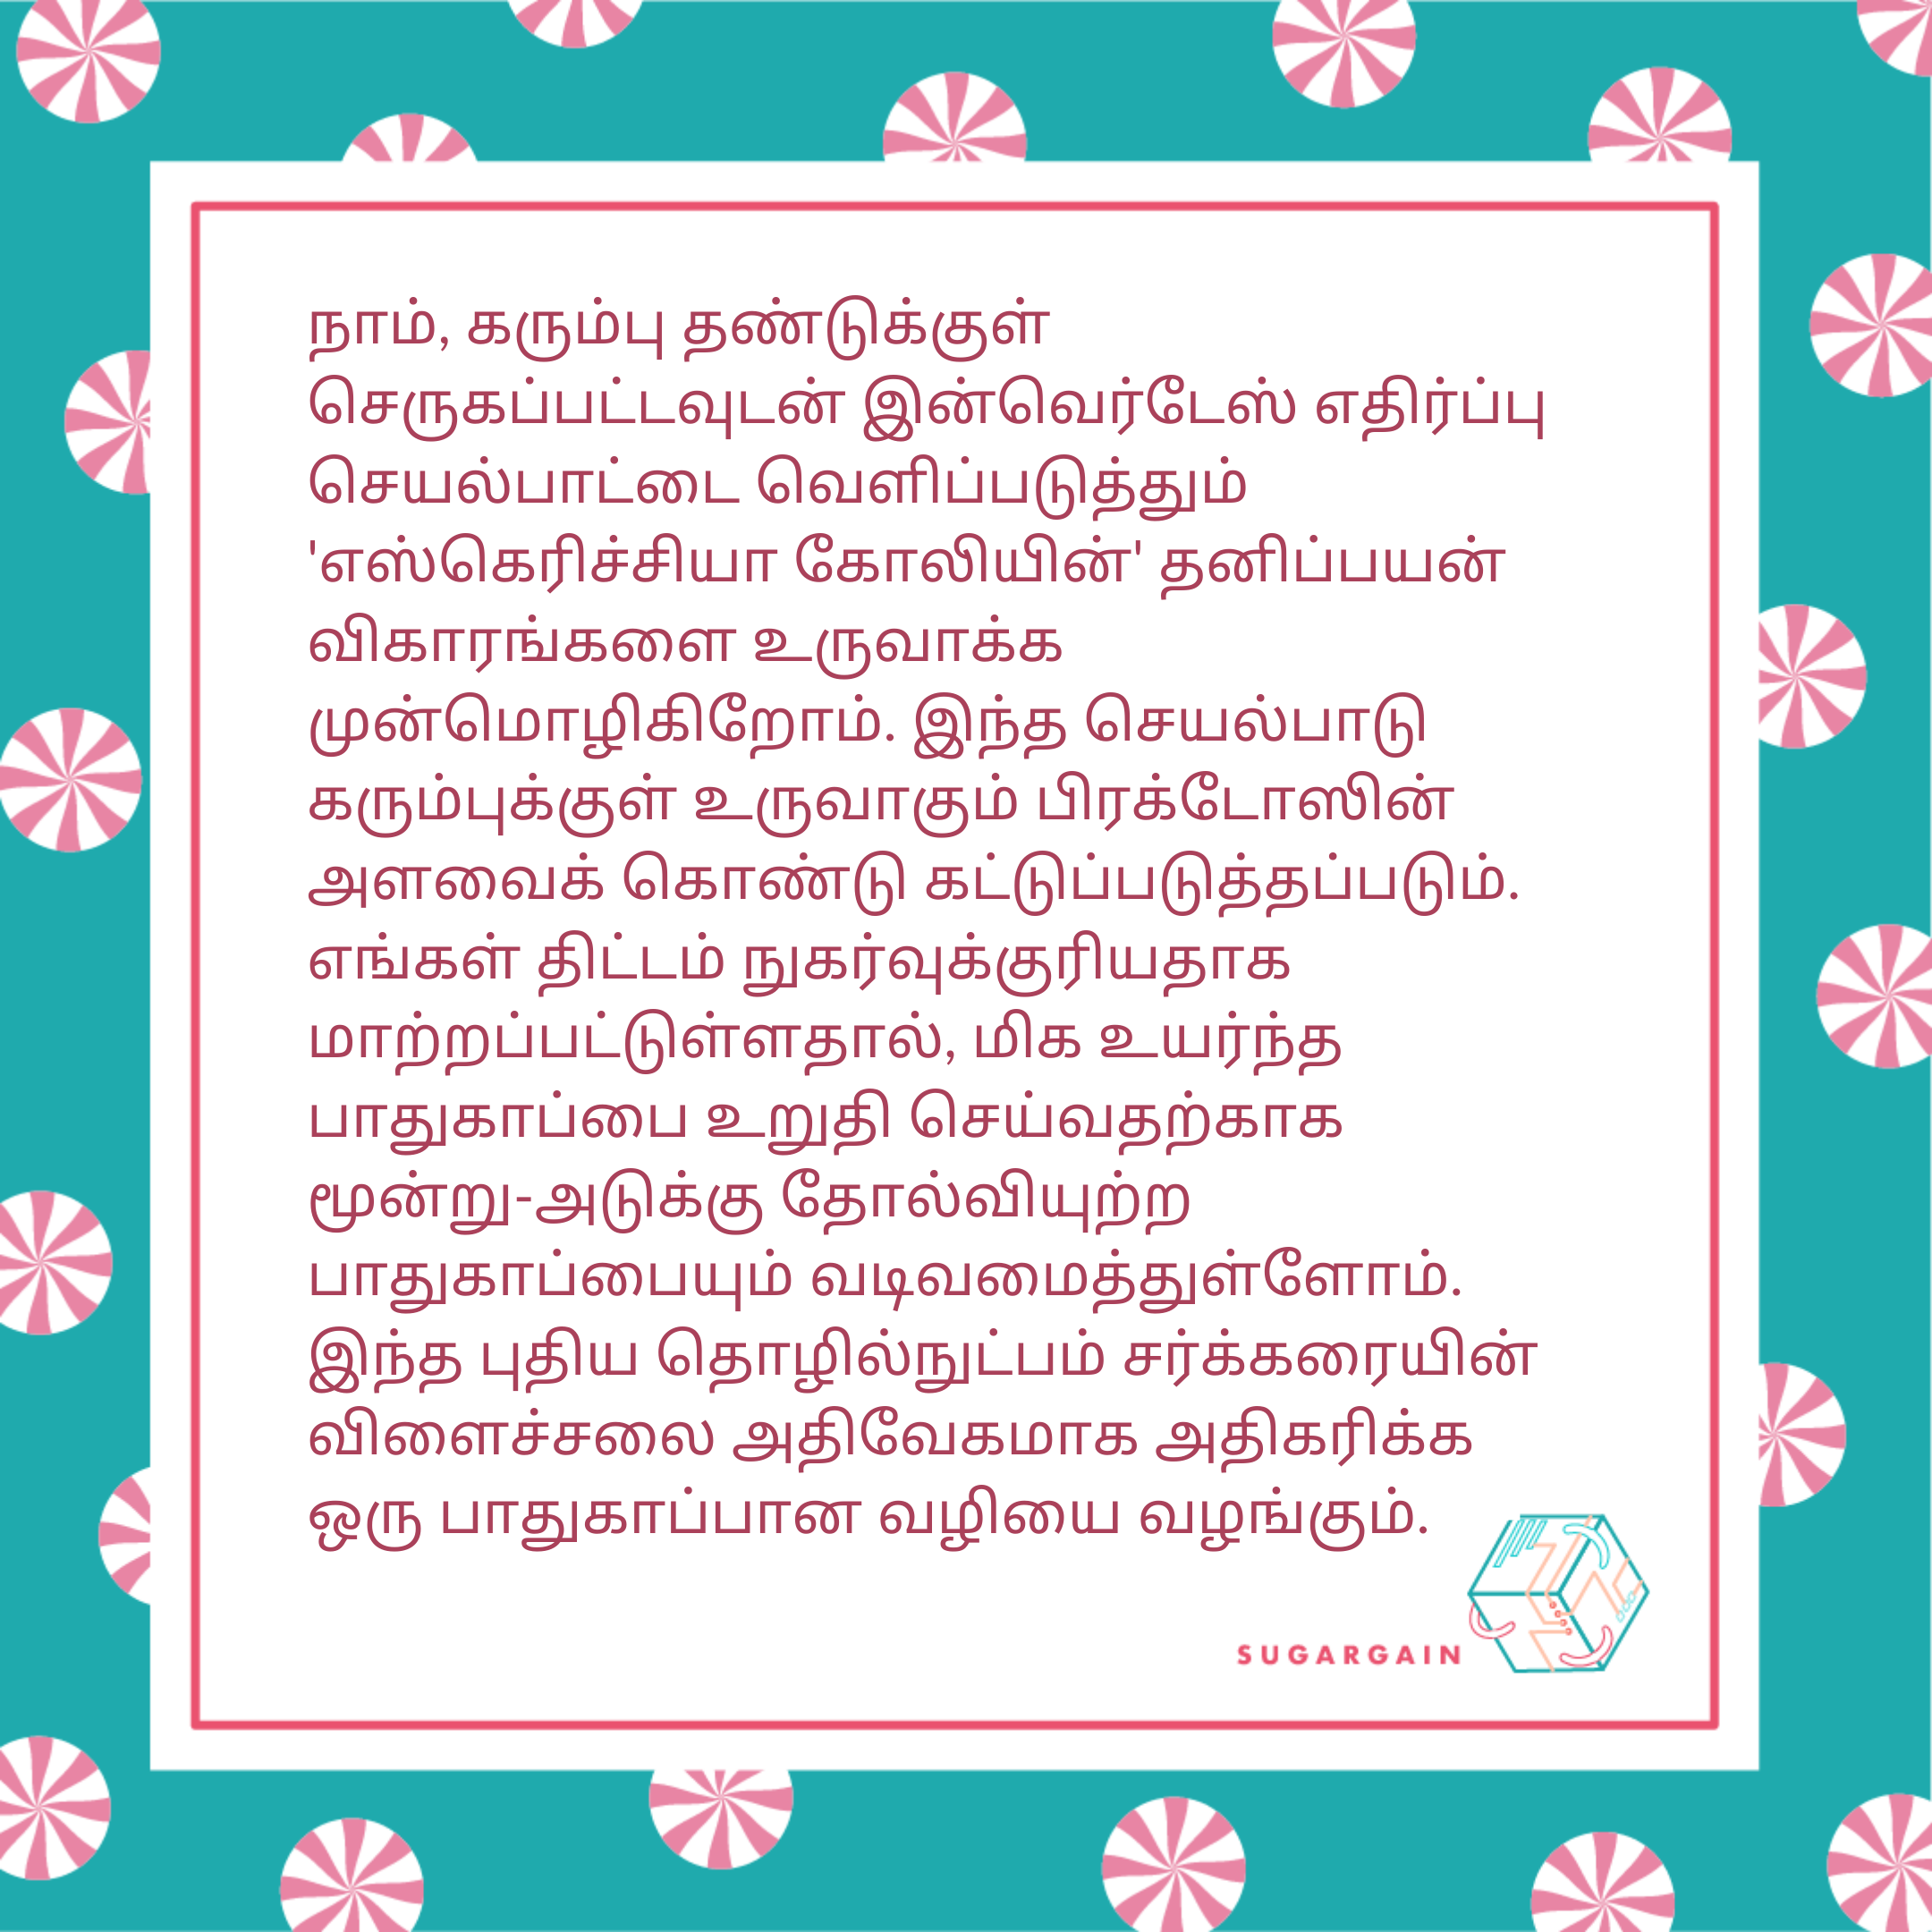 நாம், கரும்பு தண்டுக்குள்
செருகப்பட்டவுடன் இன்வெர்டேஸ் எதிர்ப்பு
செயல்பாட்டை வெளிப்படுத்தும்
'எஸ்கெரிச்சியா கோலியின்' தனிப்பயன்
விகாரங்களை உருவாக்க
முன்மொழிகிறோம். இந்த செயல்பாடு
கரும்புக்குள் உருவாகும் பிரக்டோஸின்
அளவைக் கொண்டு கட்டுப்படுத்தப்படும்.
எங்கள் திட்டம் நுகர்வுக்குரியதாக
மாற்றப்பட்டுள்ளதால், மிக உயர்ந்த
பாதுகாப்பை உறுதி செய்வதற்காக
மூன்று-அடுக்கு தோல்வியுற்ற
பாதுகாப்பையும் வடிவமைத்துள்ளோம்.
இந்த புதிய தொழில்நுட்பம் சர்க்கரையின்
விளைச்சலை அதிவேகமாக அதிகரிக்க
ஒரு பாதுகாப்பான வழியை வழங்கும்.
SUGARGAIN